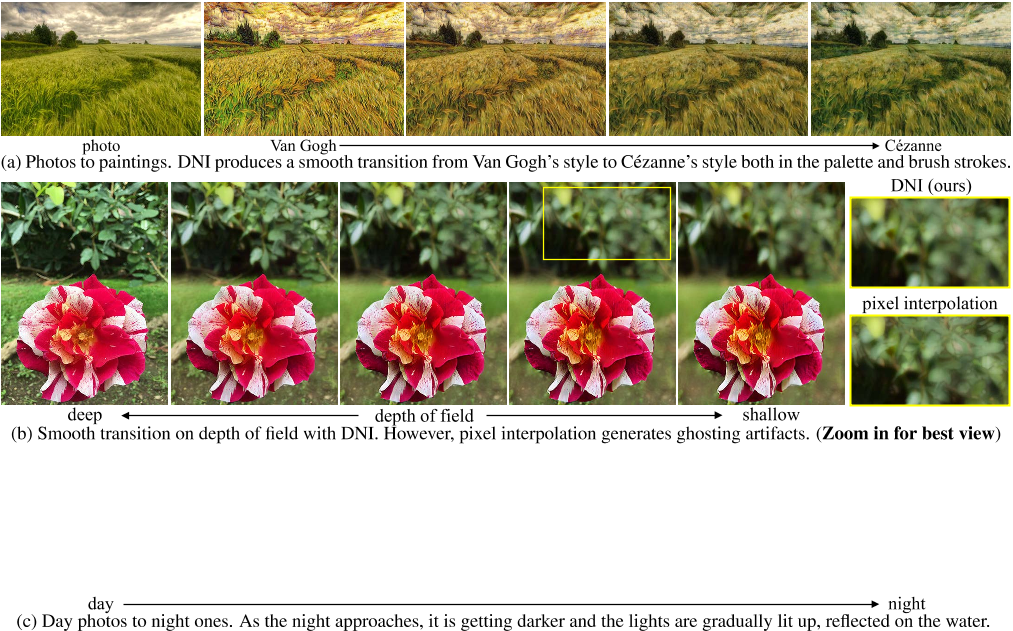 photo Van Gogh Cézanne
(a) Photos to paintings. DNI produces a smooth transition from Van Gogh's style to Cézanne's style both in the palette and brush strokes.
DNI (ours)
pixel interpolation
deep depth of field shallow
(b) Smooth transition on depth of field with DNI. However, pixel interpolation generates ghosting artifacts. (Zoom in for best view)
day night
(c) Day photos to night ones. As the night approaches, it is getting darker and the lights are gradually lit up, reflected on the water.